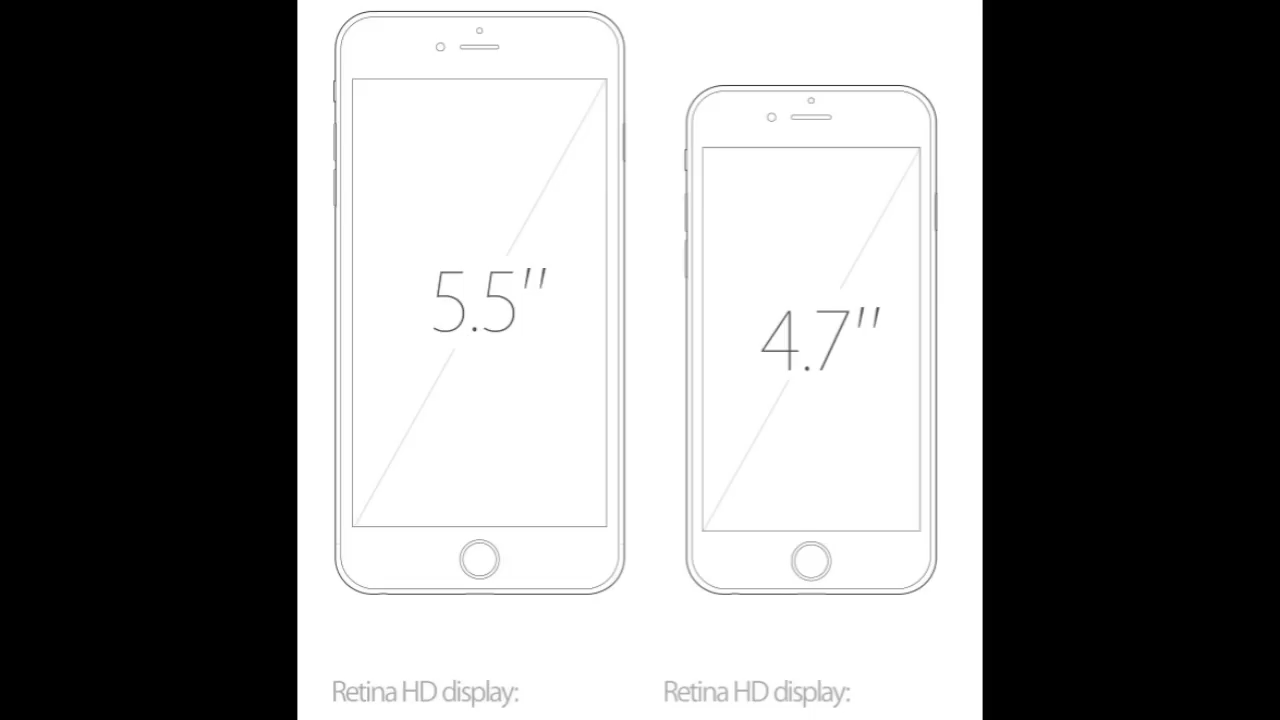 5.5″
4.7″
Retina HD display:
Retina HD display: